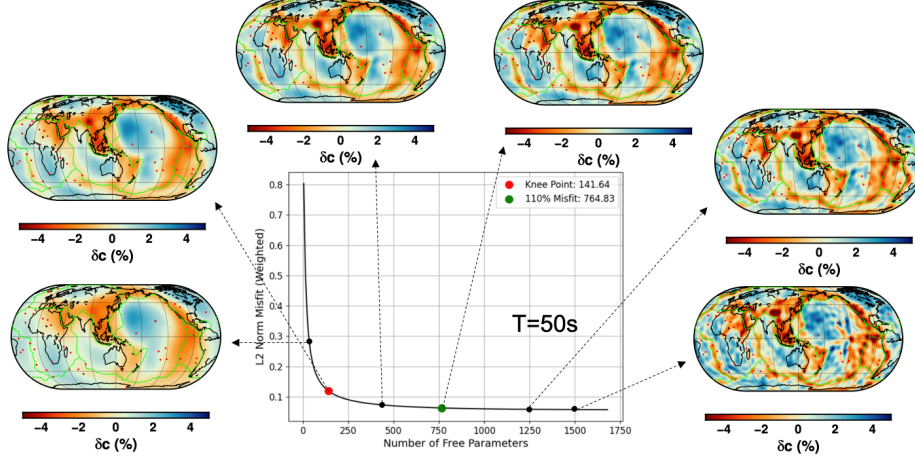 −4 −2 0 2 4
δc (%)
−4 −2 0 2 4
δc (%)
−4 −2 0 2 4
δc (%)
−4 −2 0 2 4
δc (%)
−4 −2 0 2 4
δc (%)
−4 −2 0 2 4
δc (%)
Knee Point: 141.64
110% Misfit: 764.83
T=50s
L2 Norm Misfit (Weighted)
0.8
0.7
0.6
0.5
0.4
0.3
0.2
0.1
0 250 500 750 1000 1250 1500 1750
Number of Free Parameters